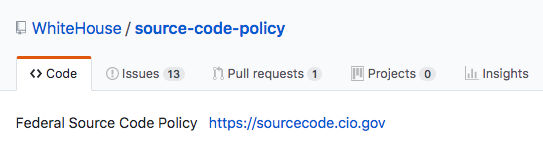 WhiteHouse / source-code-policy
Code Issues 13 Pull requests 1 Projects 0 Insights
Federal Source Code Policy https://sourcecode.cio.gov